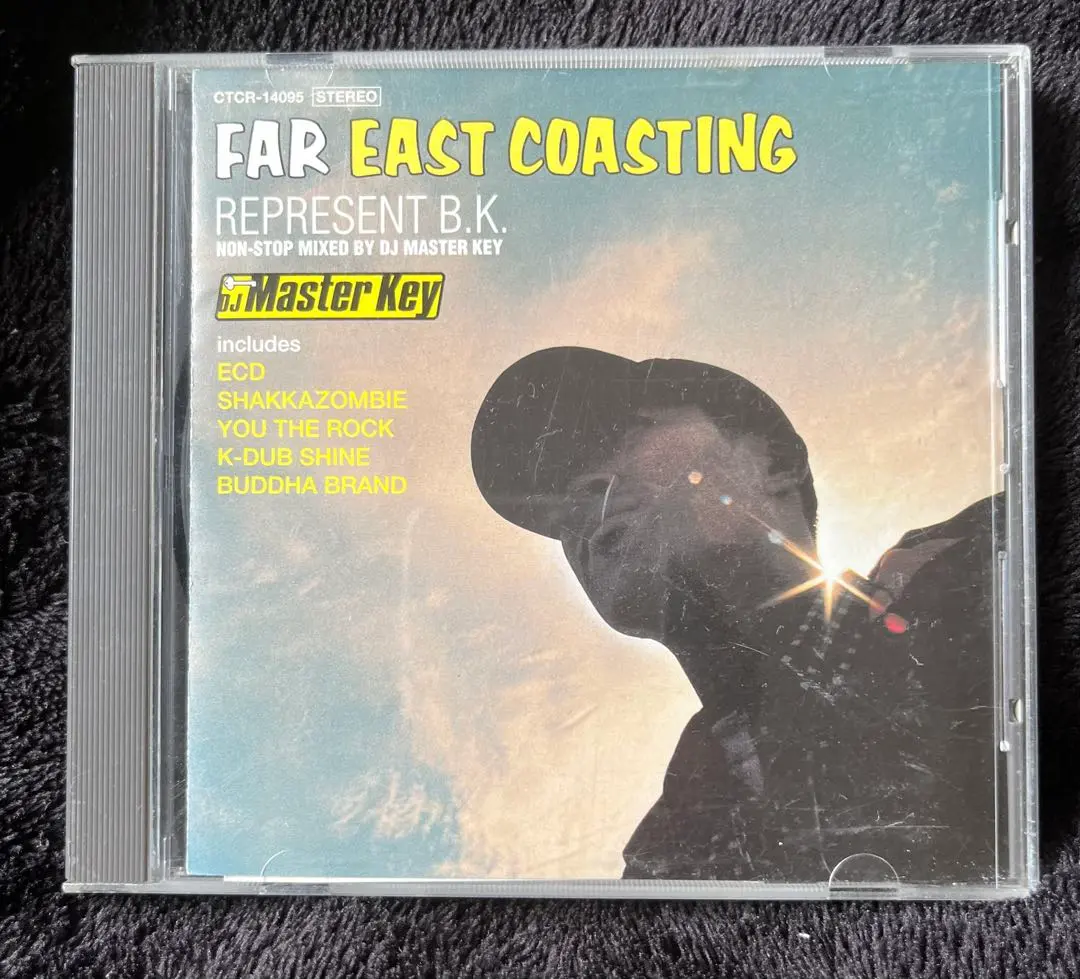 CTCR-14095 STEREO
FAR EAST COASTING
REPRESENT B.K.
NON-STOP MIXED BY DJ MASTER KEY
DJ Master Key
includes
ECD
SHAKKAZOMBIE
YOU THE ROCK
K-DUB SHINE
BUDDHA BRAND